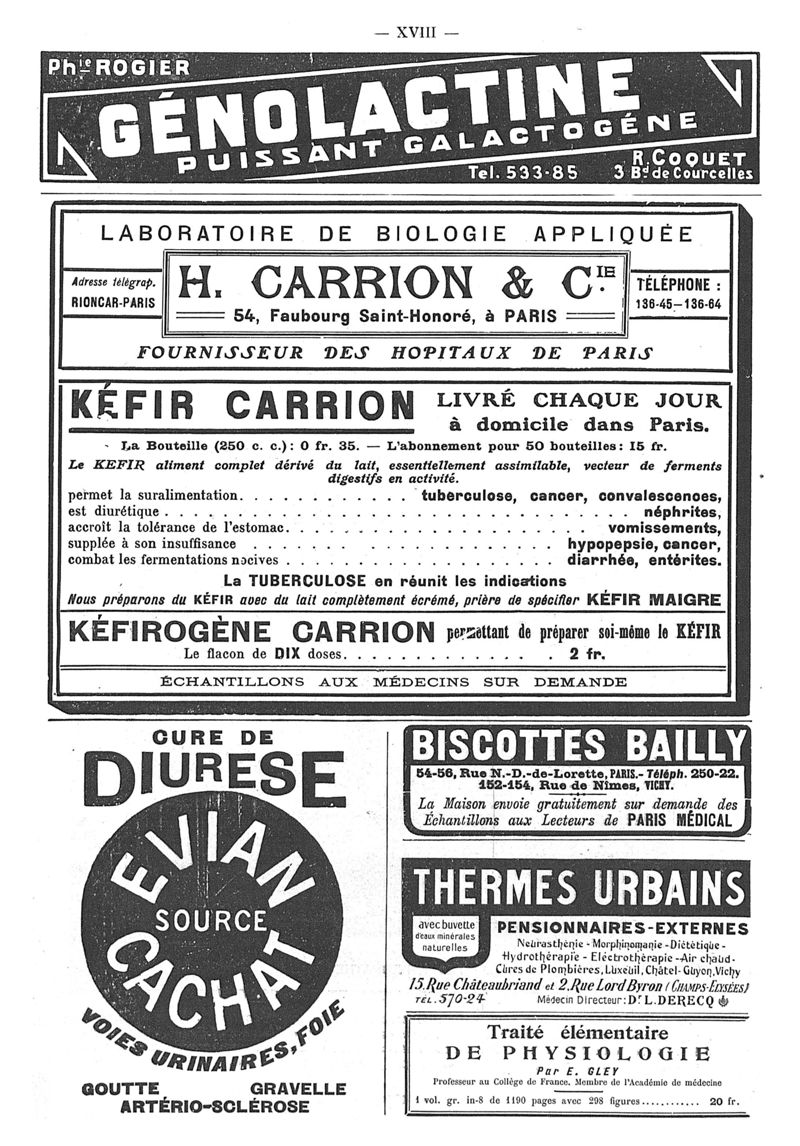 — XVIII —
Phie ROGIER
GÉNOLACTINE
PUISSANT GALACTOGÉNE
Tel. 533-85
R. COQUET
3 Bd de Courcelles
LABORATOIRE DE BIOLOGIE APPLIQUÉE
Adresse télégrap.
RIONCAR-PARIS
H. CARRION & CIE.
54, Faubourg Saint-Honoré, à PARIS
TÉLÉPHONE :
136-45—136-64
FOURNISSEUR DES HOPITAUX DE PARIS
KÉFIR CARRION
LIVRÉ CHAQUE JOUR
à domicile dans Paris.
La Bouteille (250 c. c.) : 0 fr. 35. — L'abonnement pour 50 bouteilles : 15 fr.
Le KEFIR aliment complet dérivé du lait, essentiellement assimilable, vecteur de ferments
digestifs en activité.
permet la suralimentation. . . . . . . . . . . . tuberculose, cancer, convalescences,
est diurétique . . . . . . . . . . . . . . . . . . . . . . . . . . . . néphrites,
accroît la tolérance de l'estomac. . . . . . . . . . . . . . . . . . . vomissements,
supplée à son insuffisance . . . . . . . . . . . . . . . . . hypopepsie, cancer,
combat les fermentations nocives . . . . . . . . . . . . . . . . diarrhée, entérites.
La TUBERCULOSE en réunit les indications
Nous préparons du KÉFIR avec du lait complètement écrémé, prière de spécifier KÉFIR MAIGRE
KÉFIROGÈNE CARRION permettant de préparer soi-même le KÉFIR
Le flacon de DIX doses. . . . . . . . . . . . . 2 fr.
ÉCHANTILLONS AUX MÉDECINS SUR DEMANDE
CURE DE
DIURESE
EVIAN
SOURCE
CACHAT
VOIES URINAIRES, FOIE
GOUTTE GRAVELLE
ARTÉRIO-SCLÉROSE
BISCOTTES BAILLY
54-56, Rue N.-D.-de-Lorette, PARIS.- Téléph. 250-22.
152-154, Rue de Nîmes, VICHY.
La Maison envoie gratuitement sur demande des
Échantillons aux Lecteurs de PARIS MÉDICAL
THERMES URBAINS
avec buvette
d'eaux minérales
naturelles
PENSIONNAIRES-EXTERNES
Neurasthénie - Morphinomanie - Diététique -
Hydrothérapie - Electrothérapie - Air chaud -
Cures de Plombières, Luxeuil, Châtel-Guyon, Vichy
15, Rue Châteaubriand et 2, Rue Lord Byron (CHAMPS-ELYSÉES)
TÉL. 570-24
Médecin Directeur : Dr L. DERECQ
Traité élémentaire
DE PHYSIOLOGIE
Par E. GLEY
Professeur au Collège de France. Membre de l'Académie de médecine
1 vol. gr. in-8 de 1190 pages avec 298 figures............ 20 fr.